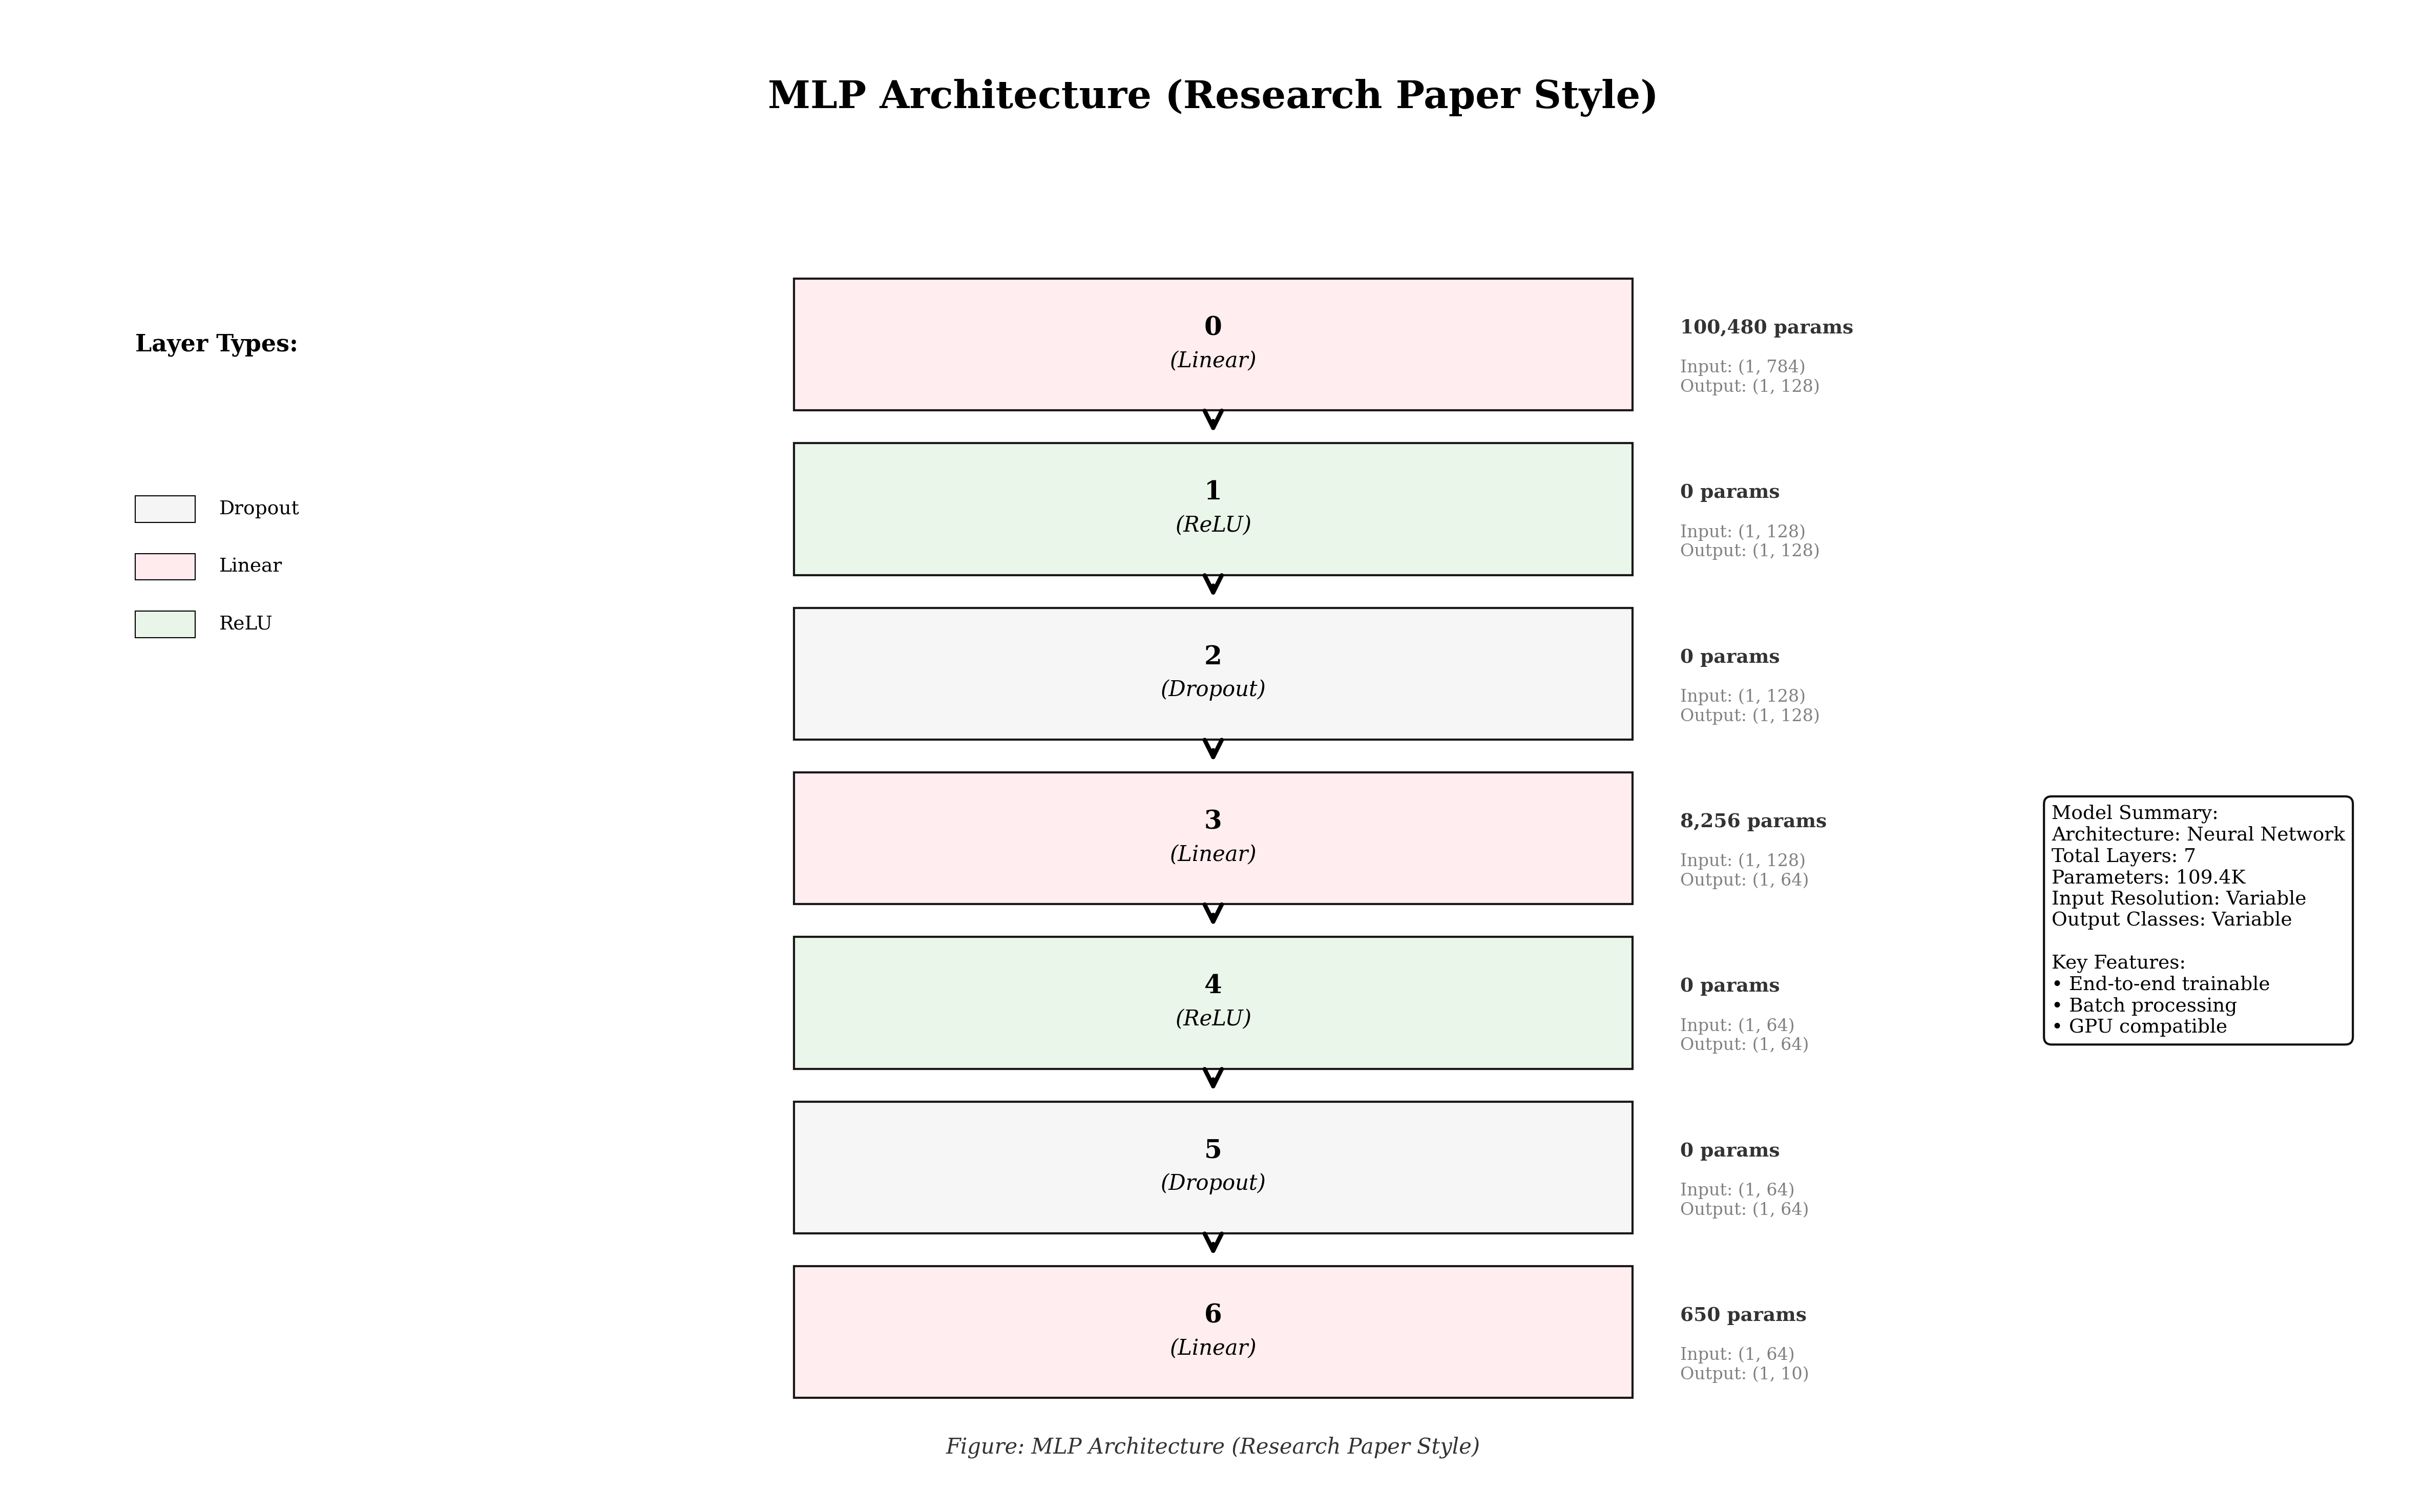 MLP Architecture (Research Paper Style)
Layer Types:
Dropout
Linear
ReLU
0
(Linear)
100,480 params
Input: (1, 784)
Output: (1, 128)
1
(ReLU)
0 params
Input: (1, 128)
Output: (1, 128)
2
(Dropout)
0 params
Input: (1, 128)
Output: (1, 128)
3
(Linear)
8,256 params
Input: (1, 128)
Output: (1, 64)
4
(ReLU)
0 params
Input: (1, 64)
Output: (1, 64)
5
(Dropout)
0 params
Input: (1, 64)
Output: (1, 64)
6
(Linear)
650 params
Input: (1, 64)
Output: (1, 10)
Model Summary:
Architecture: Neural Network
Total Layers: 7
Parameters: 109.4K
Input Resolution: Variable
Output Classes: Variable
Key Features:
• End-to-end trainable
• Batch processing
• GPU compatible
Figure: MLP Architecture (Research Paper Style)